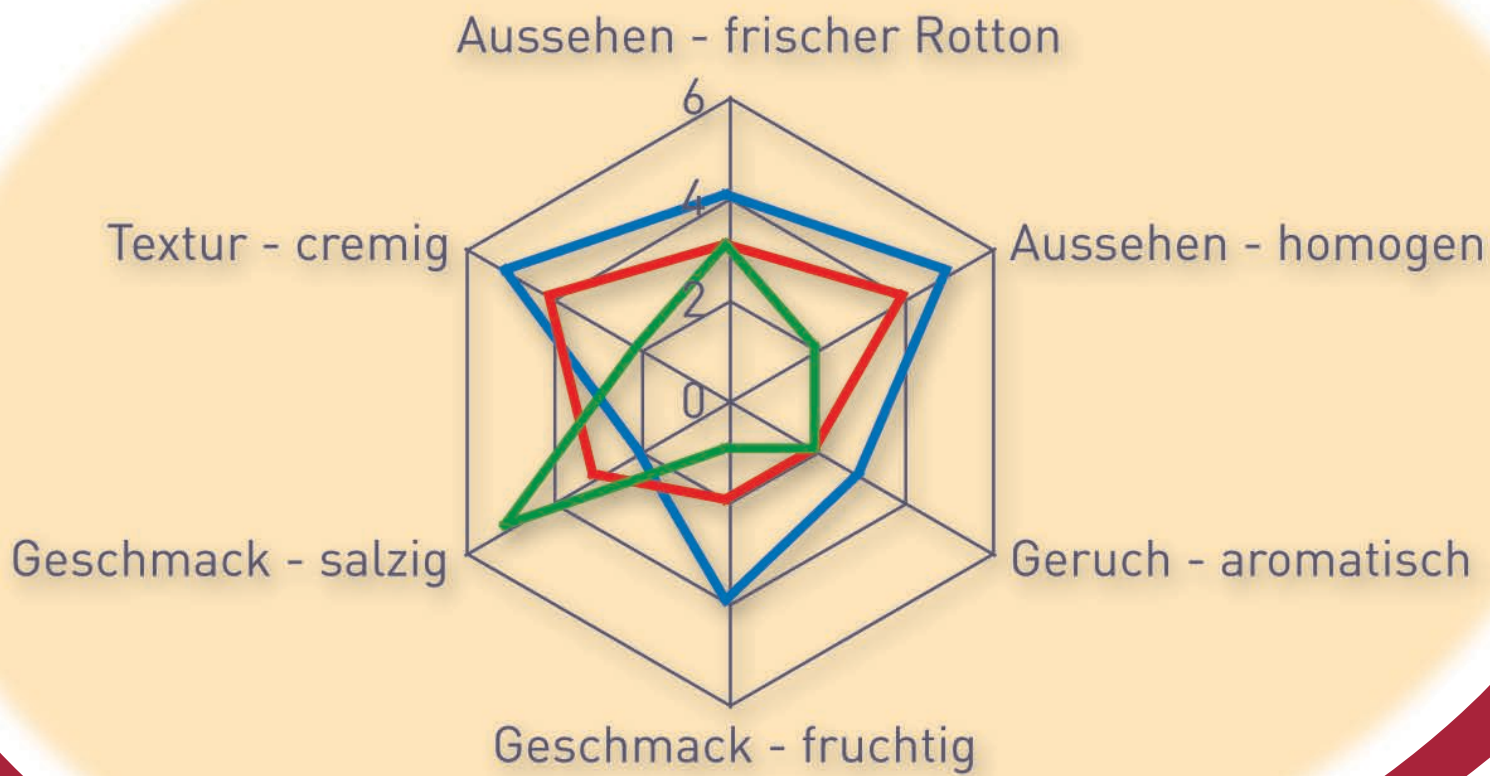 Aussehen - frischer Rotton
6
4
Textur - cremig
Aussehen - homogen
2
0
Geschmack - salzig
Geruch - aromatisch
Geschmack - fruchtig